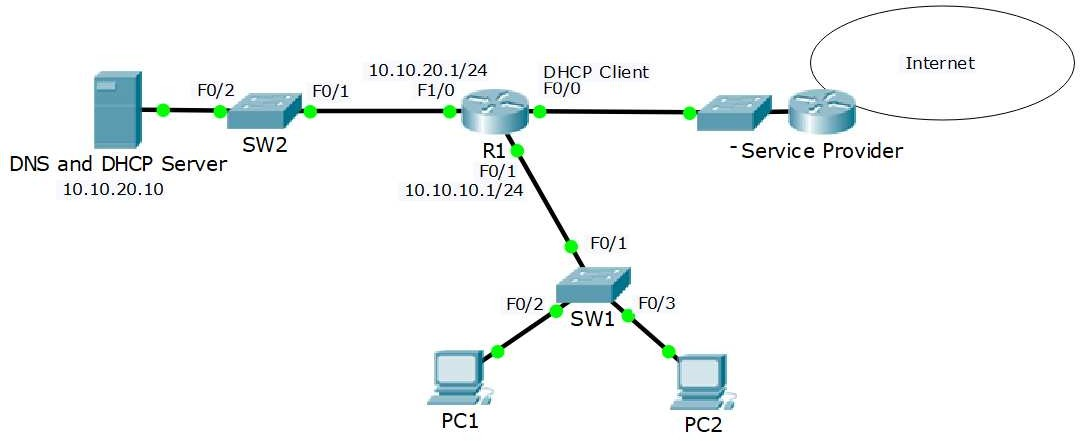 Internet
10.10.20.1/24
DHCP Client
F0/2
F0/1
F1/0
F0/0
SW2
R1
-Service Provider
DNS and DHCP Server
10.10.20.10
F0/1
10.10.10.1/24
F0/1
F0/2
F0/3
SW1
PC1
PC2